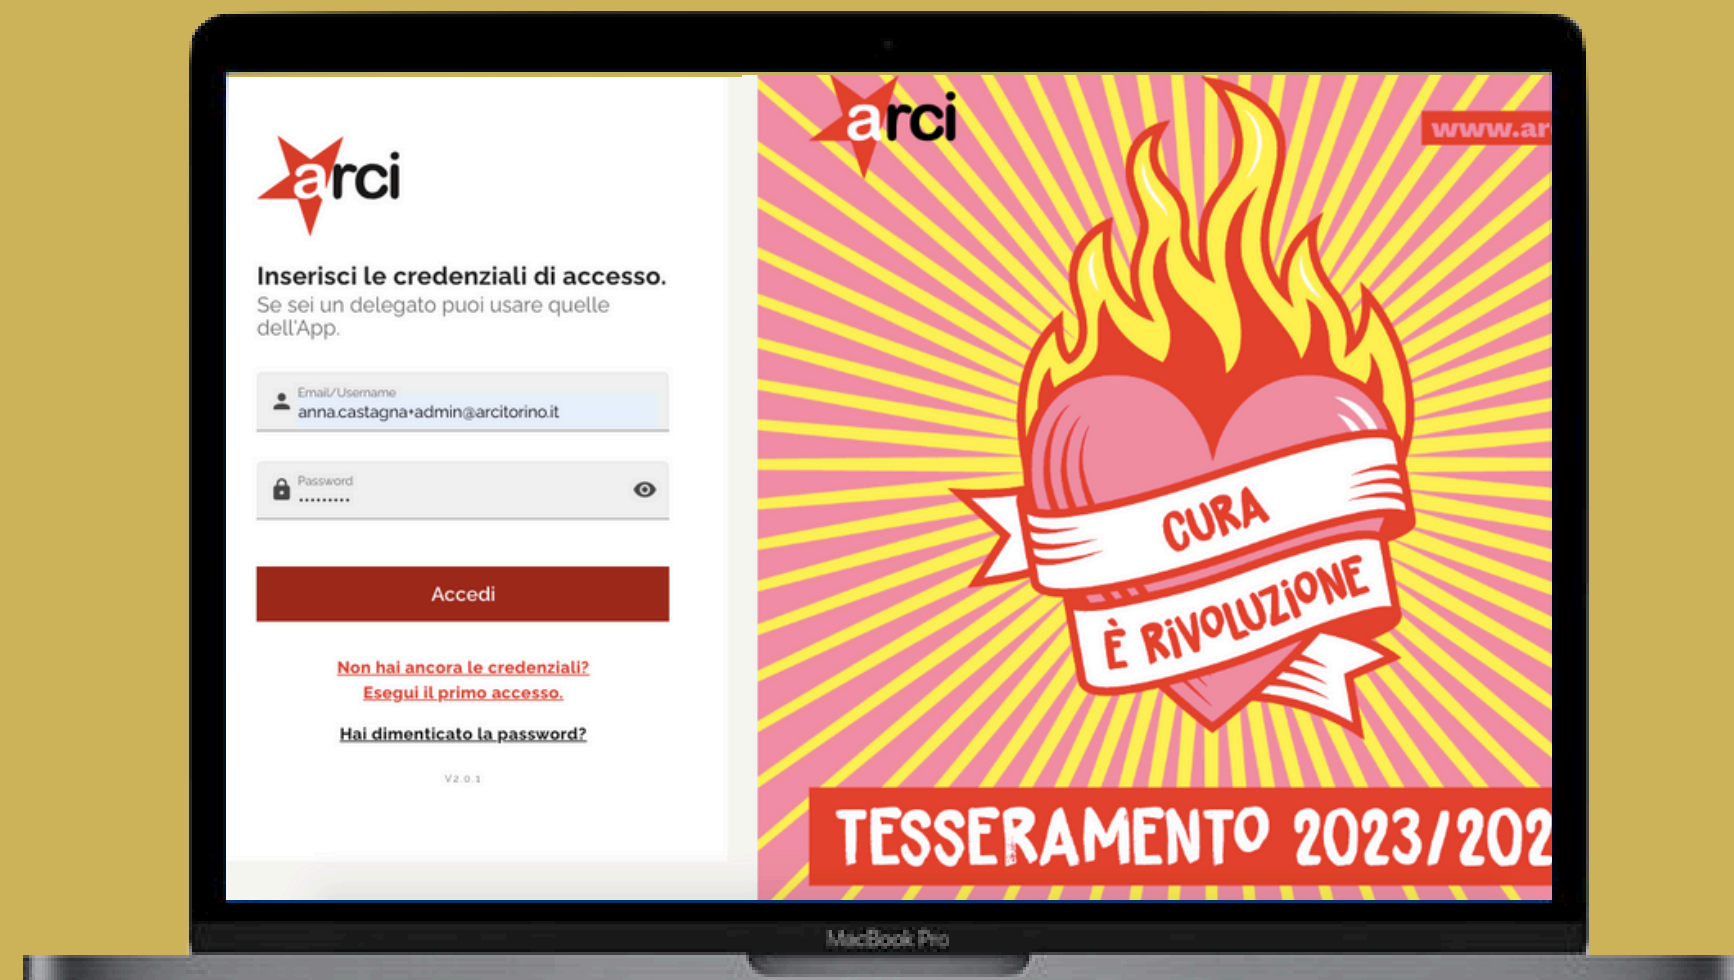 arci
Inserisci le credenziali di accesso.
Se sei un delegato puoi usare quelle
dell'App.
Email/Username
anna.castagna+admin@arcitorino.it
Password
Accedi
Non hai ancora le credenziali?
Esegui il primo accesso.
Hai dimenticato la password?
V2.0.1
arci
www.ar
CURA
È RiVOLUZiONE
TESSERAMENTO 2023/202
MacBook Pro